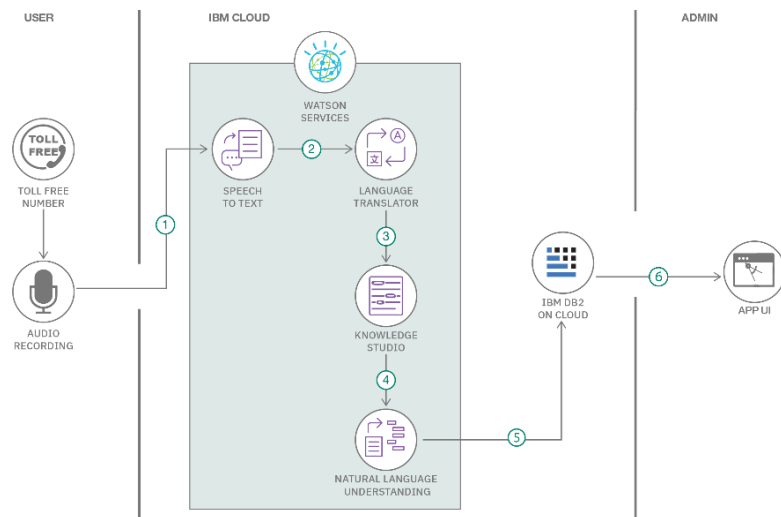 USER
IBM CLOUD
ADMIN
WATSON
SERVICES
TOLL
FREE
TOLL FREE
NUMBER
1
SPEECH
TO TEXT
2
A
文
LANGUAGE
TRANSLATOR
3
AUDIO
RECORDING
KNOWLEDGE
STUDIO
4
NATURAL LANGUAGE
UNDERSTANDING
5
IBM DB2
ON CLOUD
6
APP UI